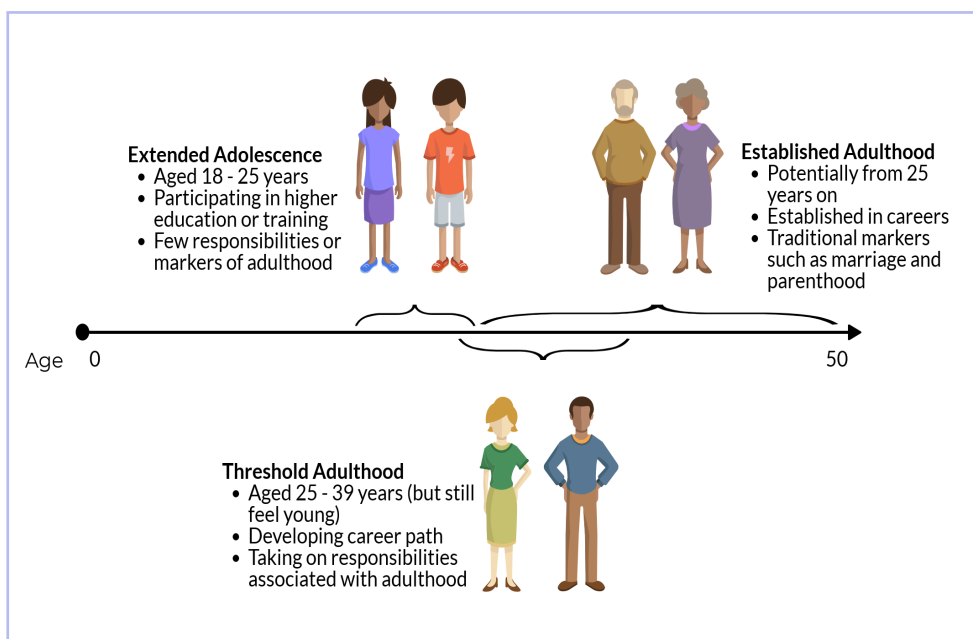 Extended Adolescence
• Aged 18 - 25 years
• Participating in higher
education or training
• Few responsibilities or
markers of adulthood
Established Adulthood
• Potentially from 25
years on
• Established in careers
• Traditional markers
such as marriage and
parenthood
Age 0 50
Threshold Adulthood
• Aged 25 - 39 years (but still
feel young)
• Developing career path
• Taking on responsibilities
associated with adulthood